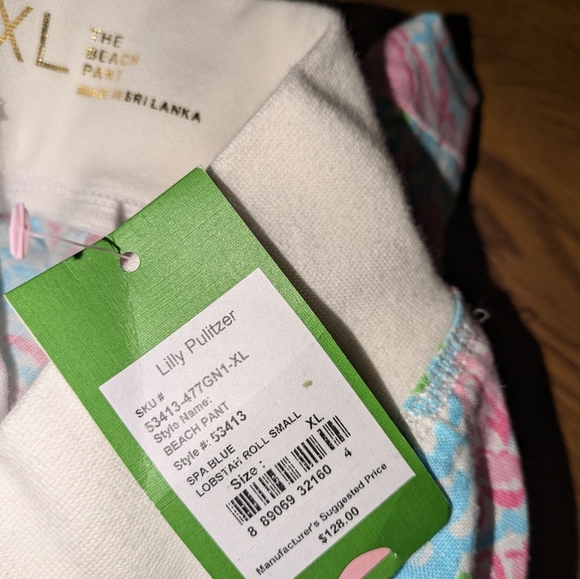 XL
THE
BEACH
PANT
MADE IN SRI LANKA
Lilly Pulitzer
SKU #
53413-477GN1-XL
Style Name:
BEACH PANT
Style #: 53413
SPA BLUE
LOBSTAH ROLL SMALL
Size : XL
8 89069 32160 4
Manufacturer's Suggested Price
$128.00